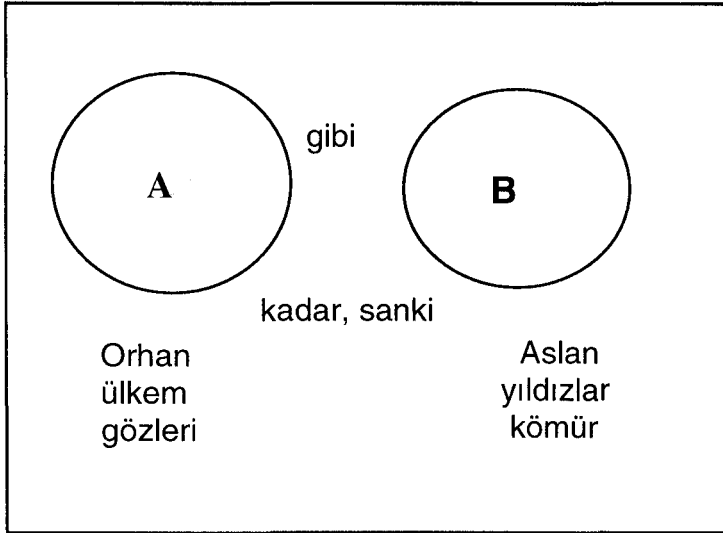 gibi
A
B
kadar, sanki
Orhan
ülkem
gözleri
Aslan
yıldızlar
kömür